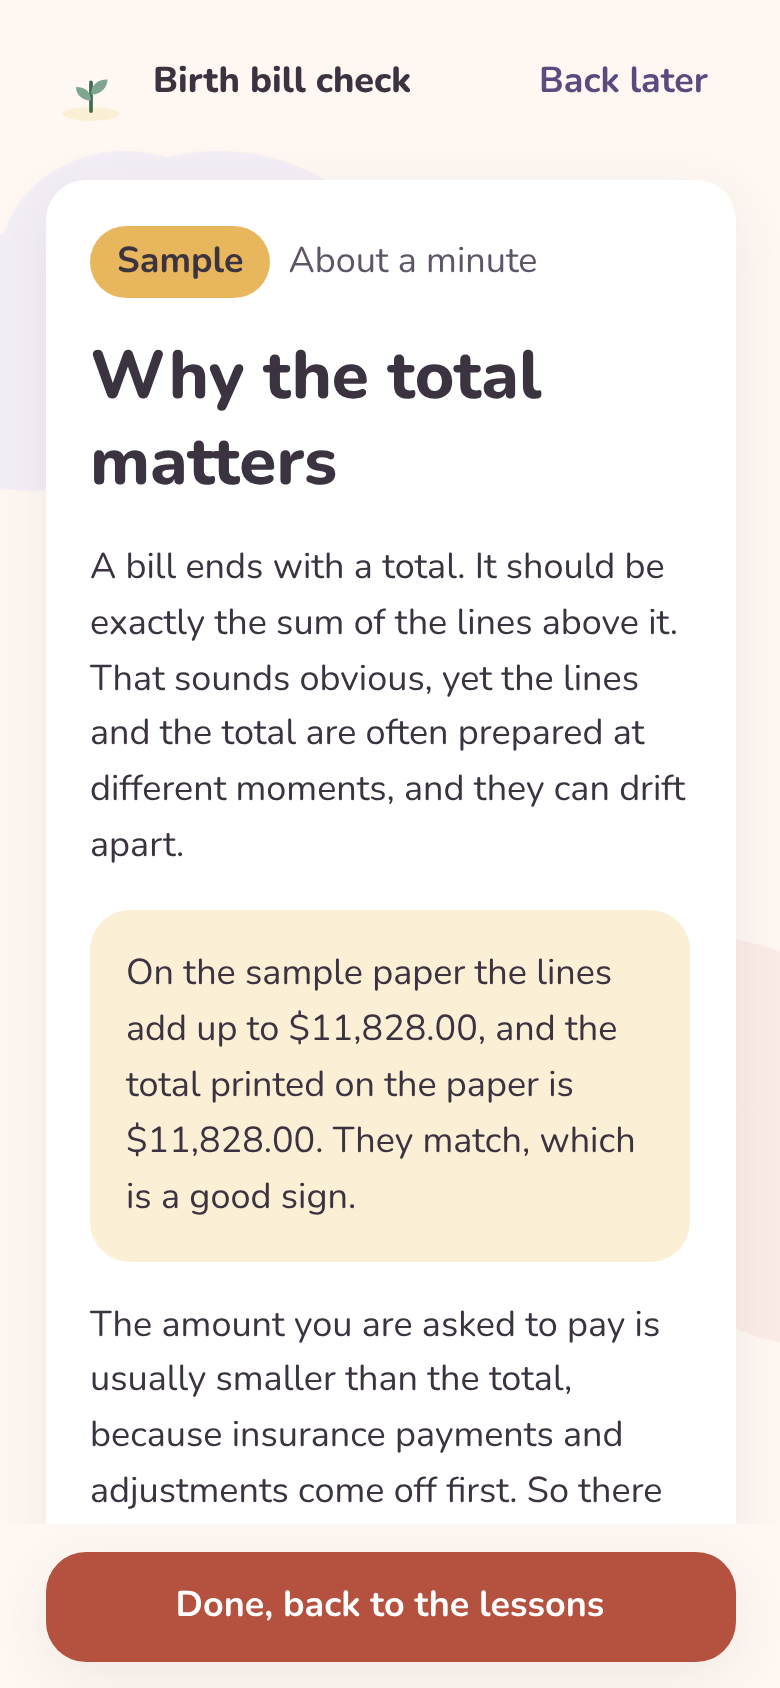 Birth bill check
Back later
Sample
About a minute
Why the total
matters
A bill ends with a total. It should be
exactly the sum of the lines above it.
That sounds obvious, yet the lines
and the total are often prepared at
different moments, and they can drift
apart.
On the sample paper the lines
add up to $11,828.00, and the
total printed on the paper is
$11,828.00. They match, which
is a good sign.
The amount you are asked to pay is
usually smaller than the total,
because insurance payments and
adjustments come off first. So there
Done, back to the lessons